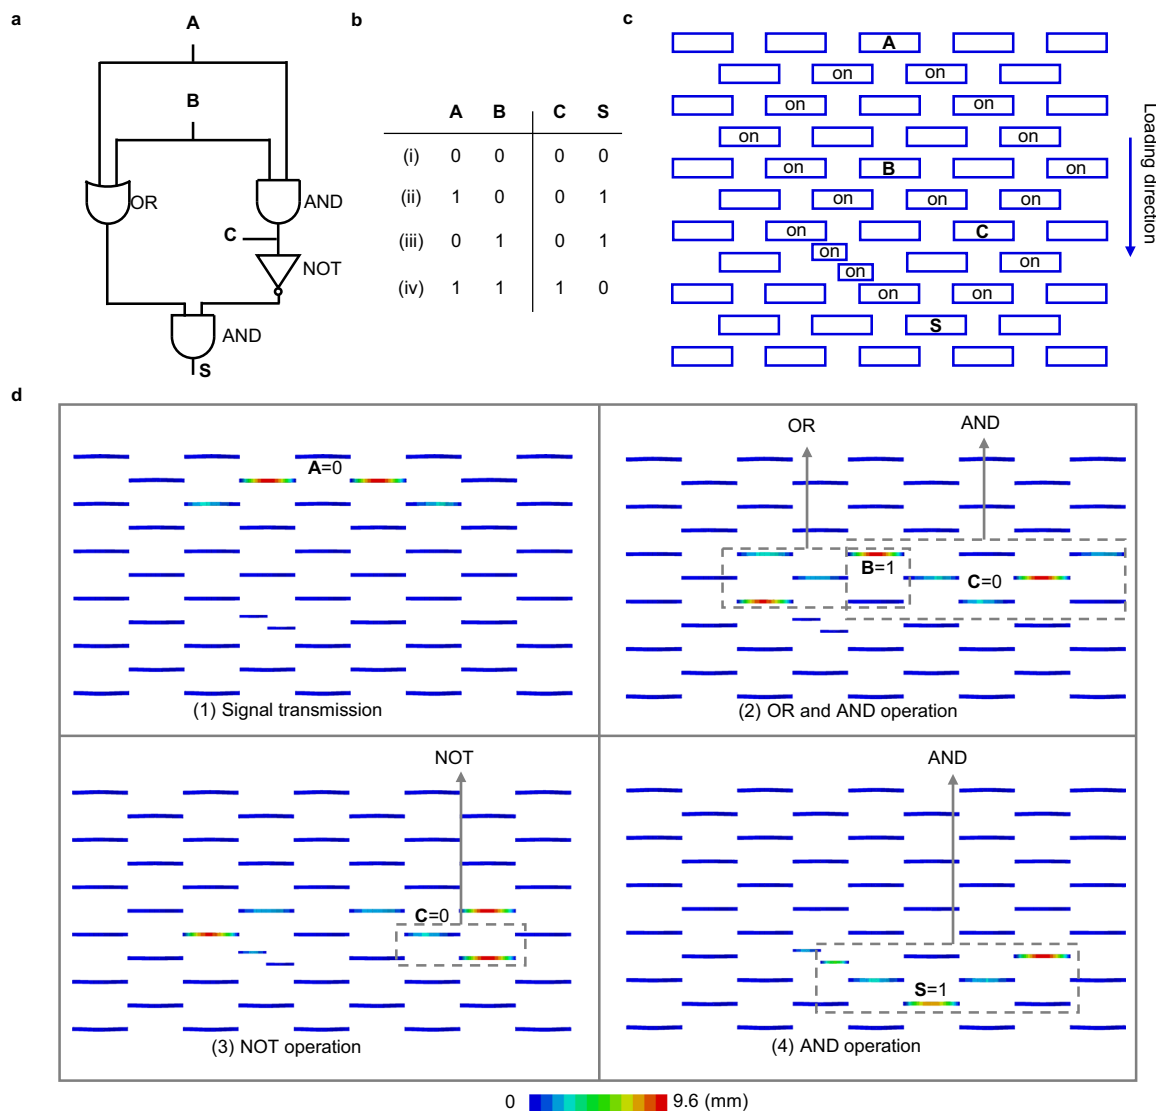 a
A
B
OR
AND
C
NOT
AND
S
b
A B C S
(i) 0 0 0 0
(ii) 1 0 0 1
(iii) 0 1 0 1
(iv) 1 1 1 0
c
A
on on
on on
on on
on B on
on on on
on C
on
on on
on on
S
Loading direction
d
A=0
(1) Signal transmission
OR AND
B=1
C=0
(2) OR and AND operation
NOT
C=0
(3) NOT operation
AND
S=1
(4) AND operation
0 9.6 (mm)